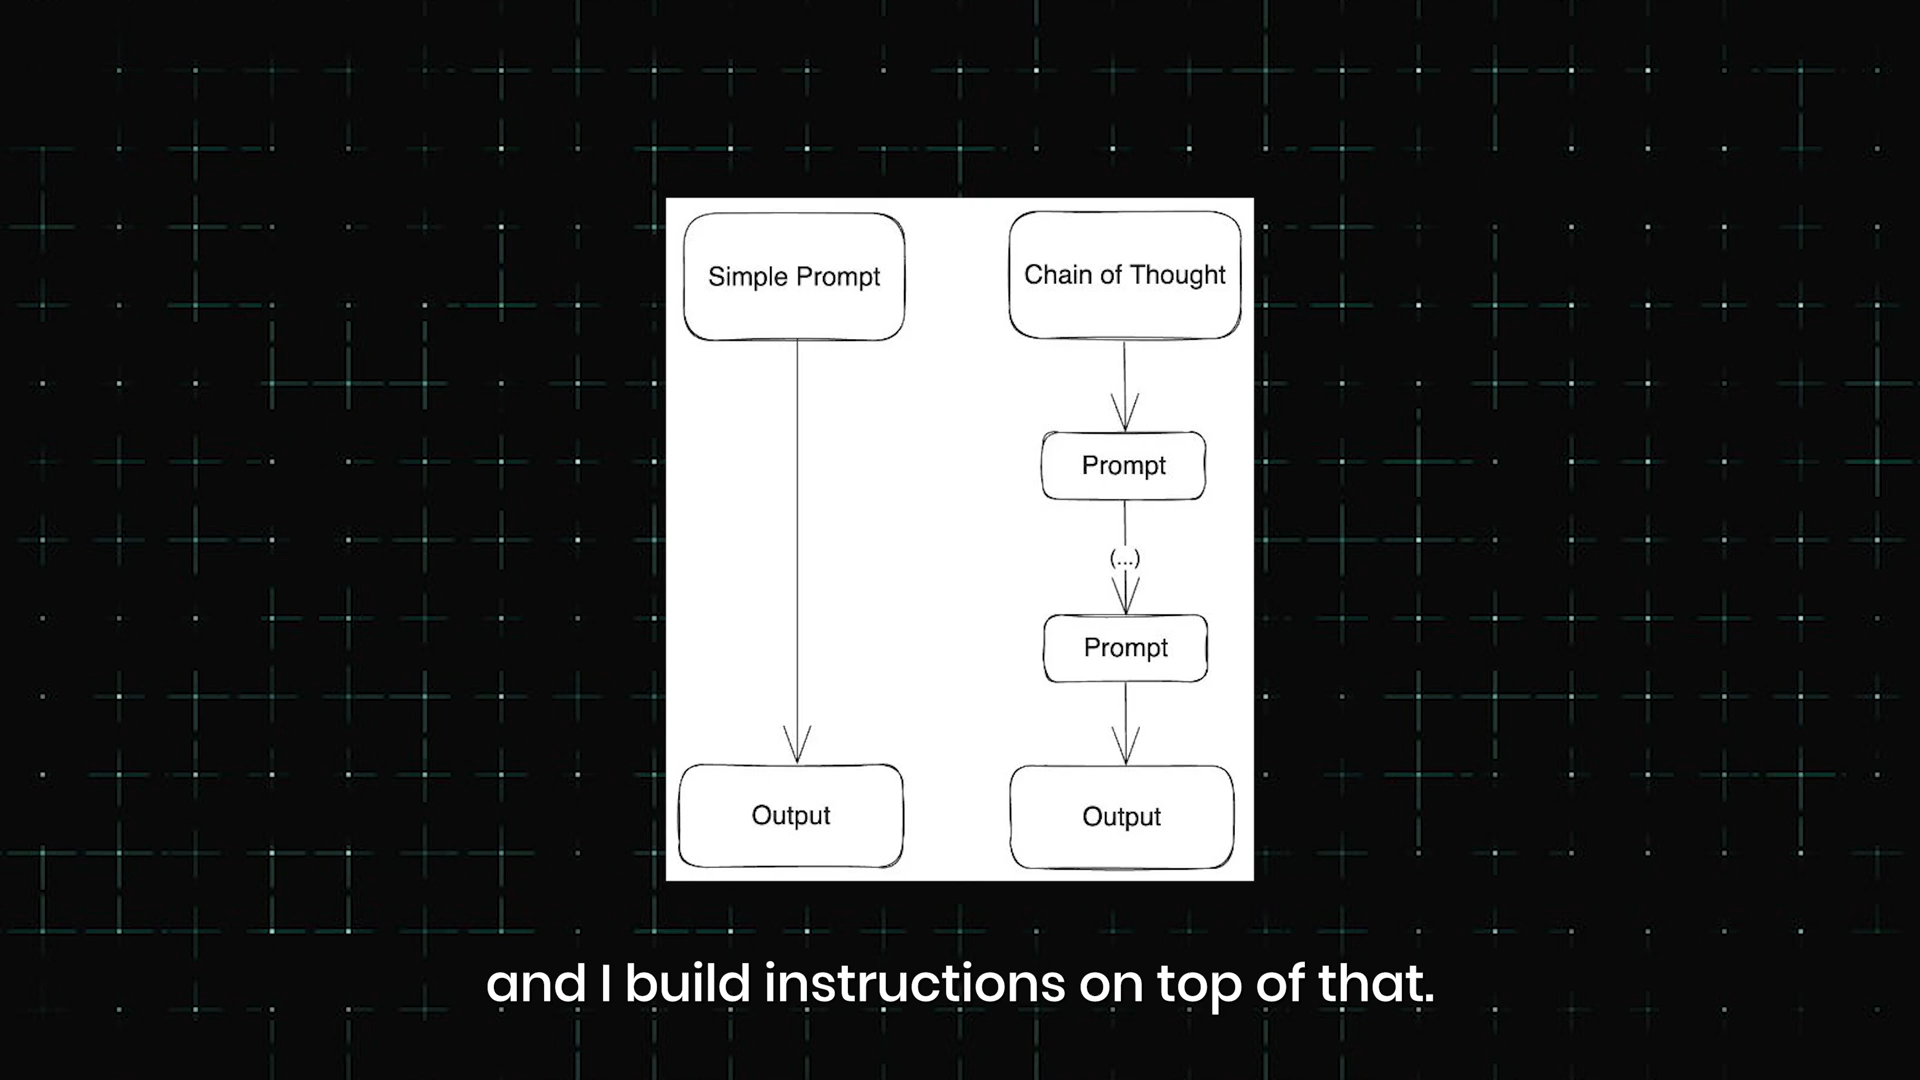 Simple Prompt
Output
Chain of Thought
Prompt
(...)
Prompt
Output
and I build instructions on top of that.